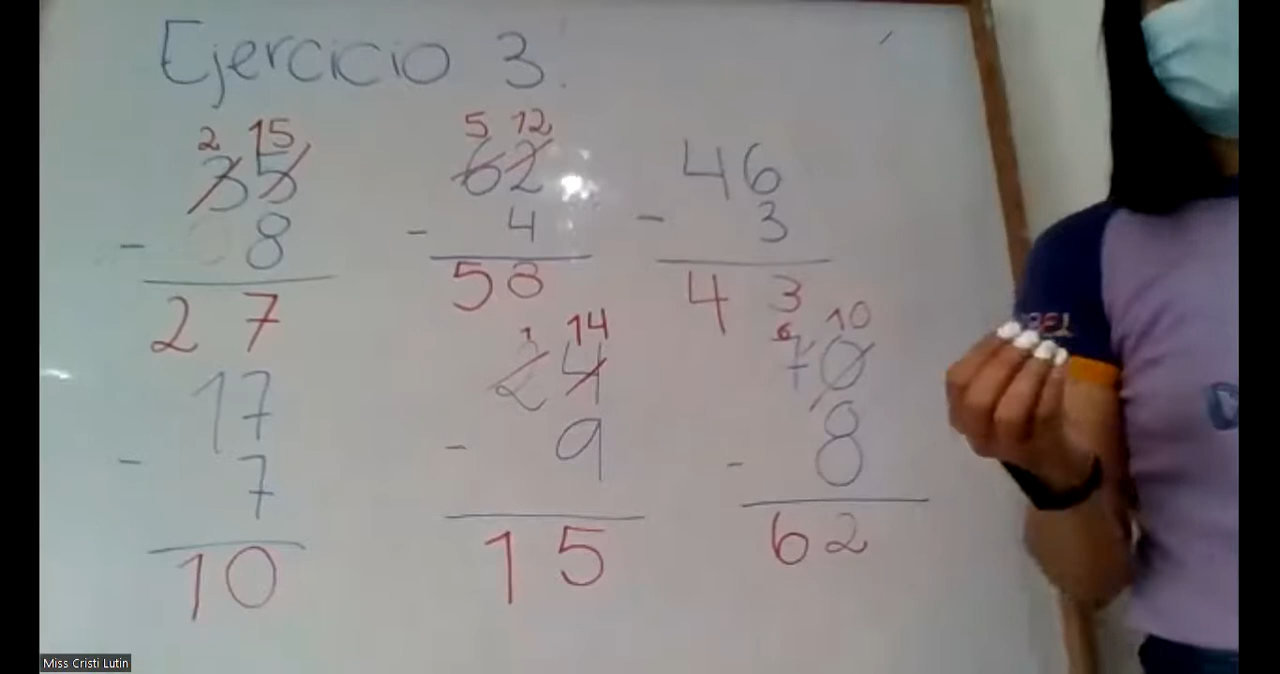 Ejercicio 3.
2 15 5 12
35 62 46
- 8 - 4 - 3
27 58 43
1 14 6 10
17 24 70
- 7 - 9 - 8
10 15 62
Miss Cristi Lutin